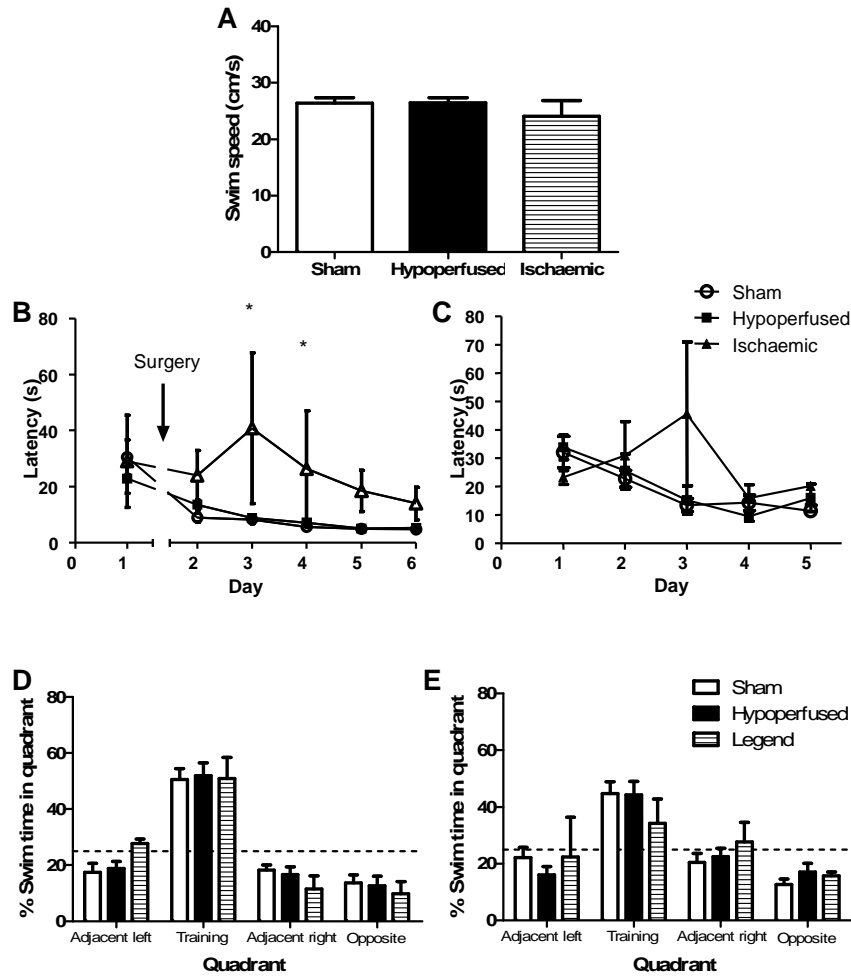 A
Swim speed (cm/s)
40
30
20
10
0
Sham Hypoperfused Ischaemic
B
Latency (s)
80
60
40
20
0
Surgery
*
*
0 1 2 3 4 5 6
Day
C
Sham
Hypoperfused
Ischaemic
Latency (s)
80
70
60
50
40
30
20
10
0
0 1 2 3 4 5
Day
D
% Swim time in quadrant
80
60
40
20
0
Adjacent left Training Adjacent right Opposite
Quadrant
E
Sham
Hypoperfused
Legend
% Swim time in quadrant
80
60
40
20
0
Adjacent left Training Adjacent right Opposite
Quadrant